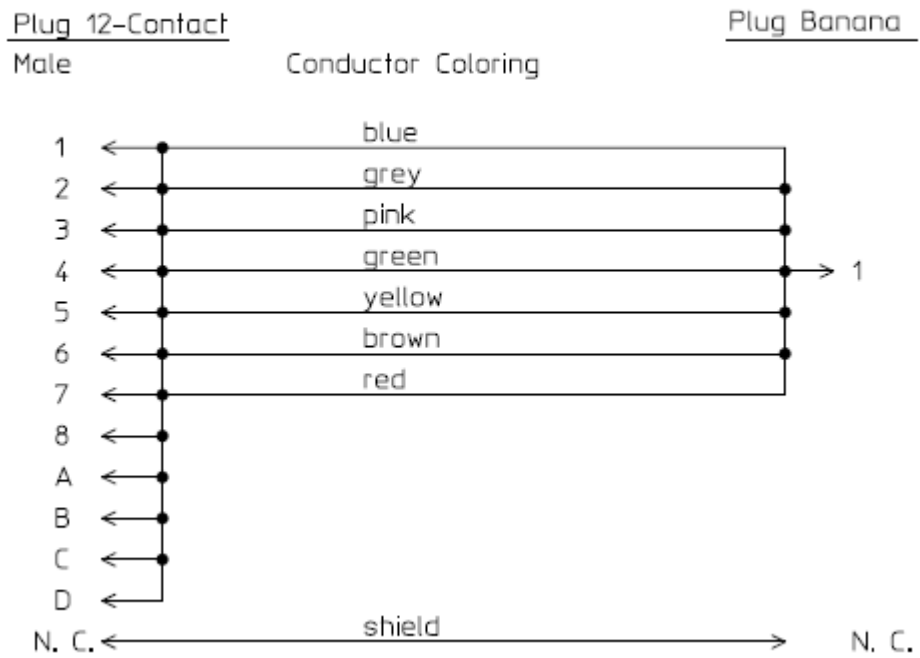 Plug 12-Contact Plug Banana
Male Conductor Coloring
blue
1
grey
2
pink
3
green
4 1
yellow
5
brown
6
red
7
8
A
B
C
D
shield
N. C. N. C.